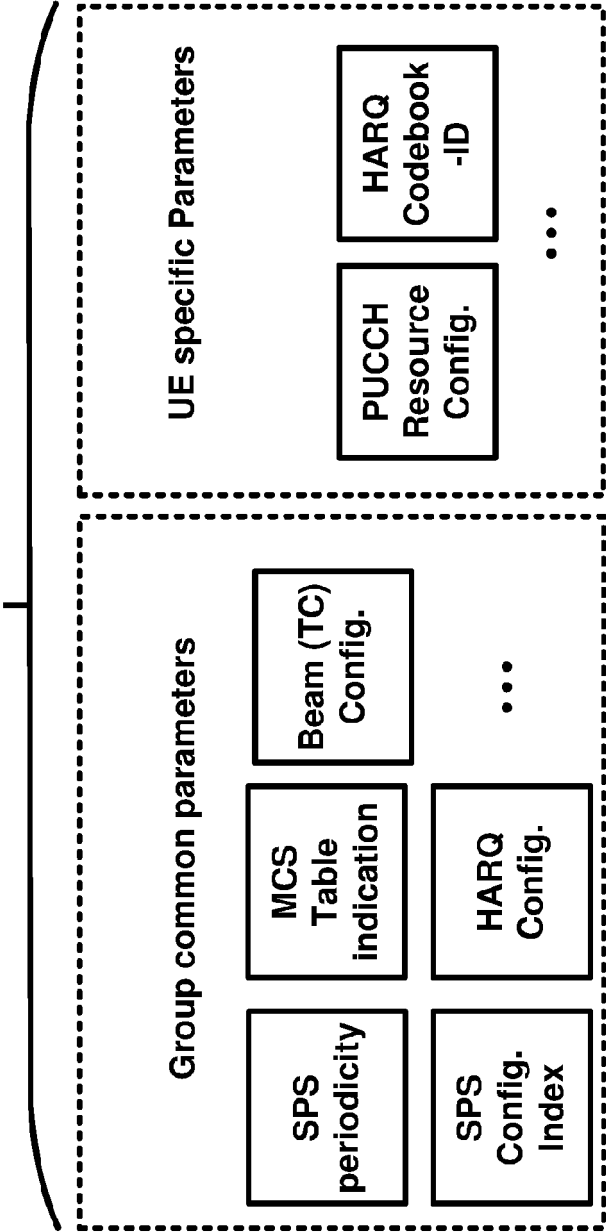 Group common parameters
SPS
periodicity
MCS
Table
indication
Beam (TC)
Config.
SPS
Config.
Index
HARQ
Config.
...
UE specific Parameters
PUCCH
Resource
Config.
HARQ
Codebook
-ID
...